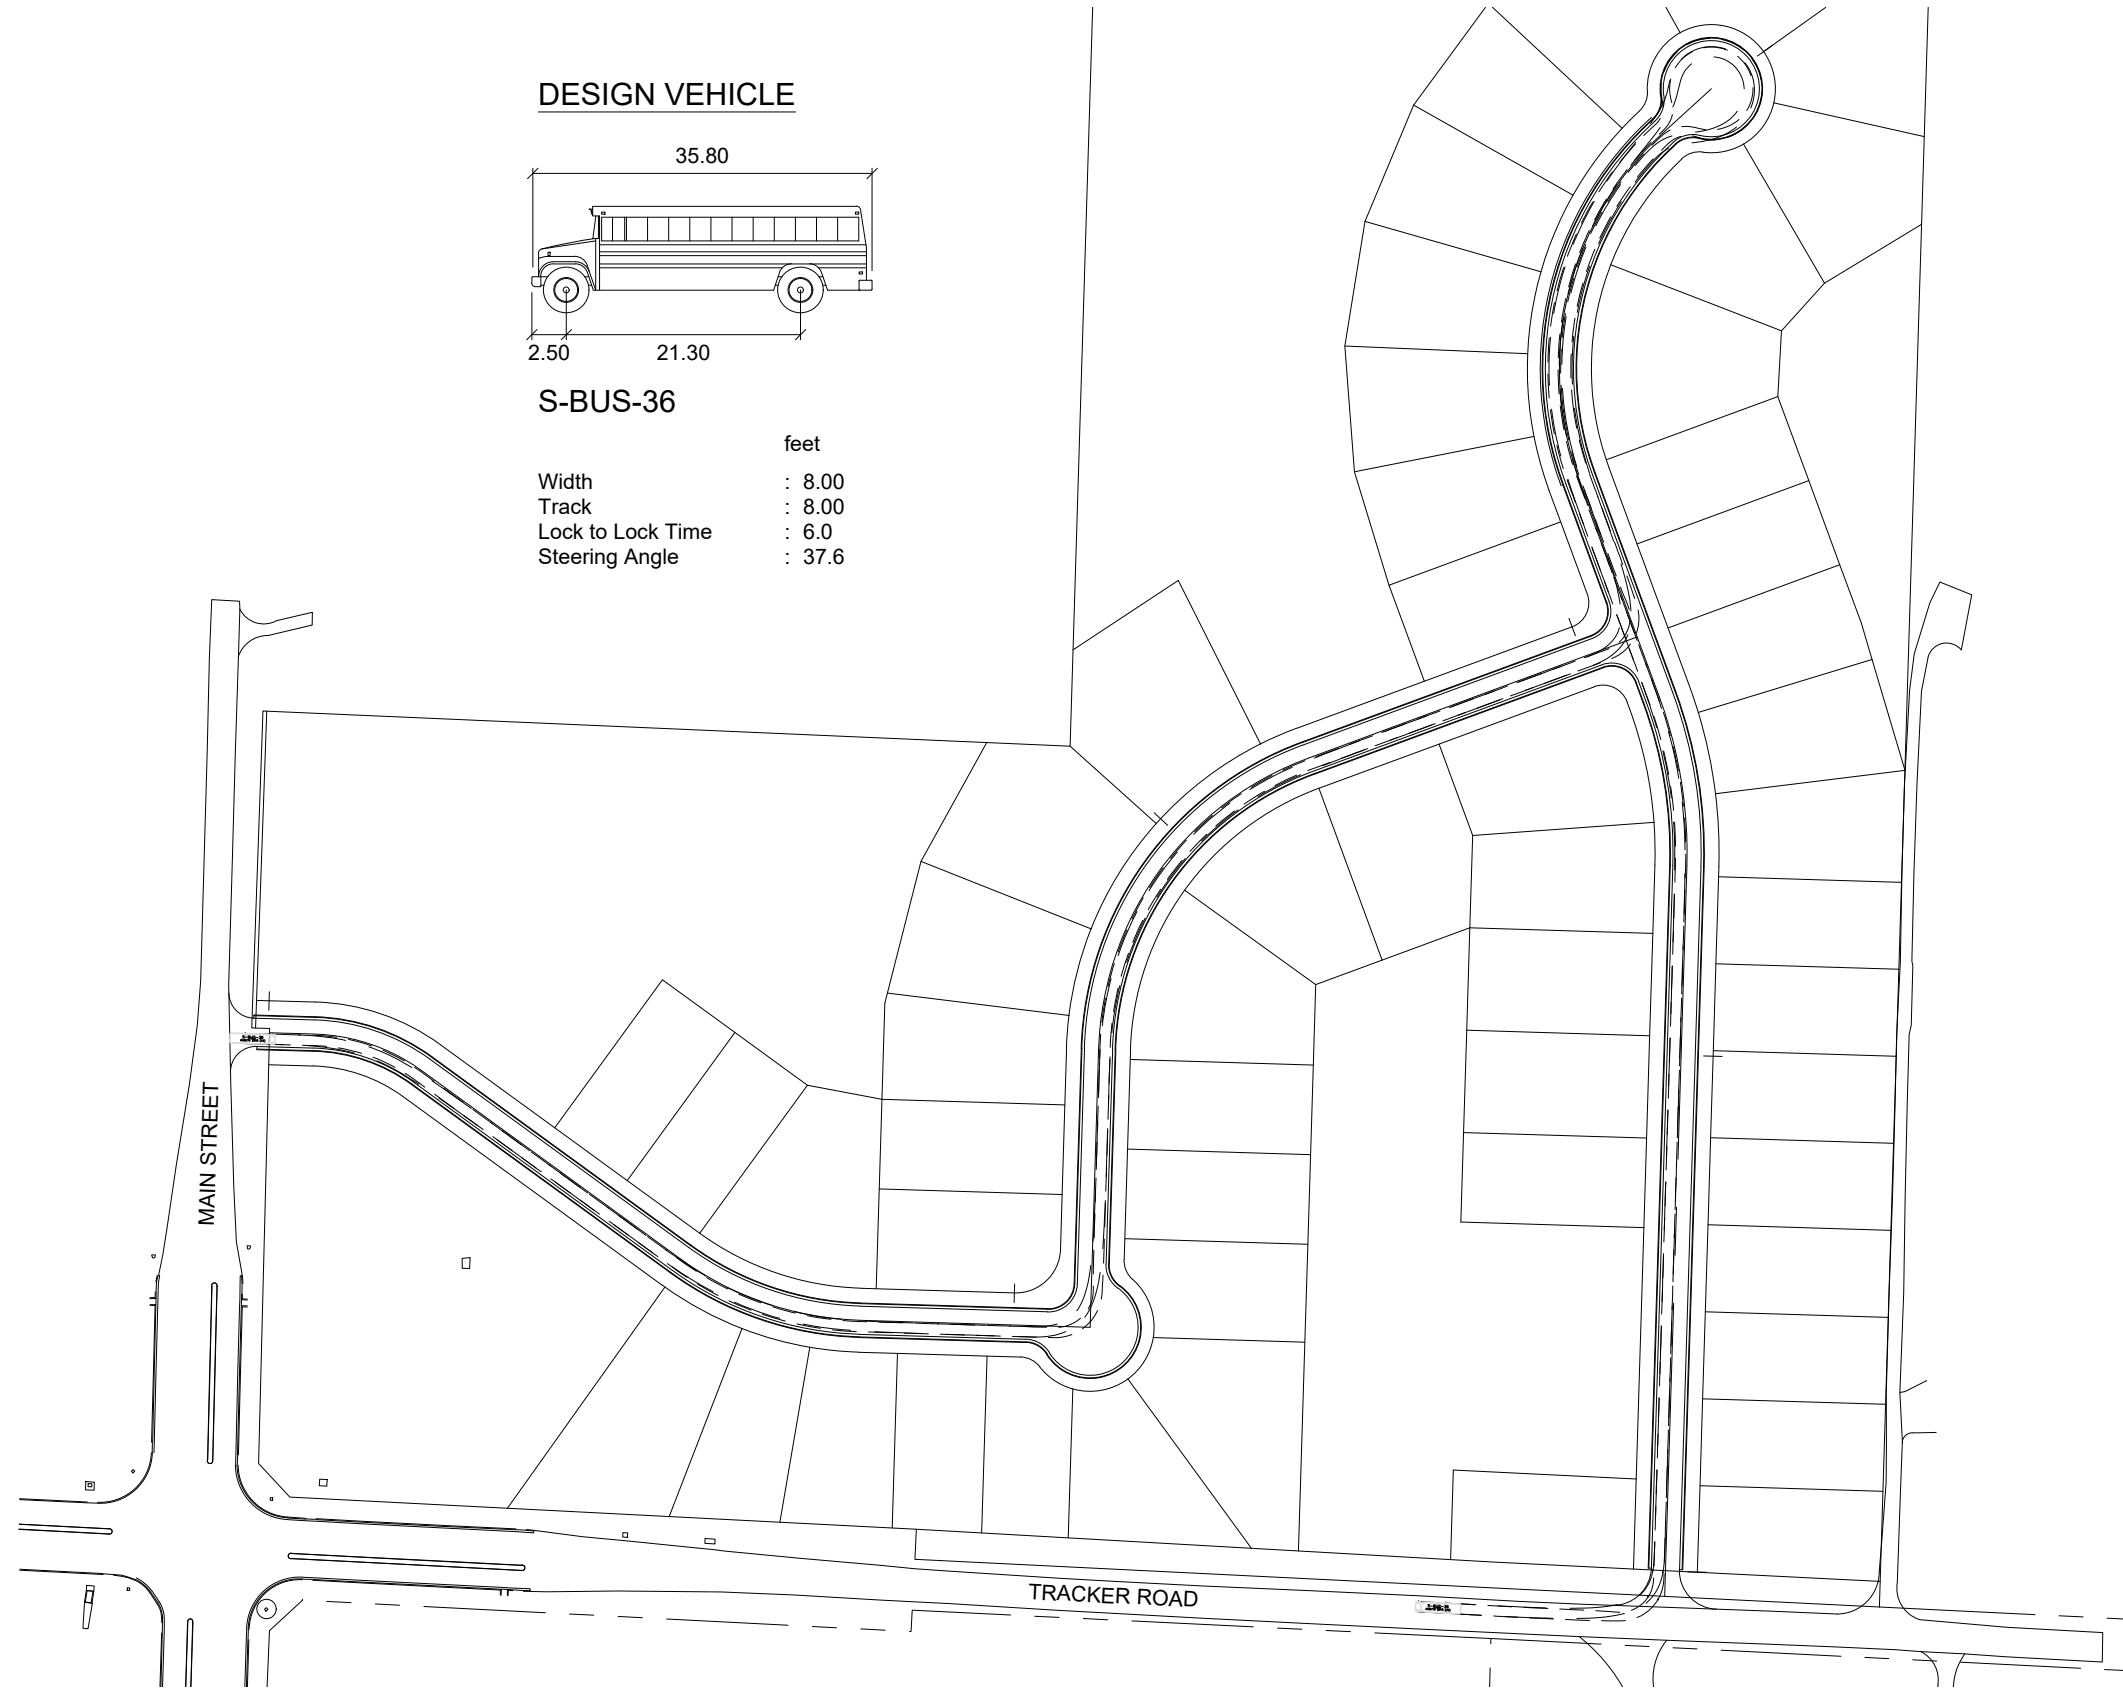 DESIGN VEHICLE
35.80
2.50
21.30
S-BUS-36
feet
Width : 8.00
Track : 8.00
Lock to Lock Time : 6.0
Steering Angle : 37.6
MAIN STREET
TRACKER ROAD